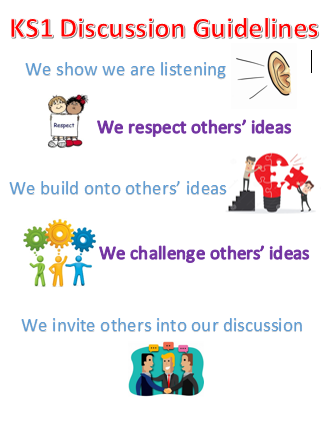 KS1 Discussion Guidelines
We show we are listening
Respect
We respect others’ ideas
We build onto others’ ideas
We challenge others’ ideas
We invite others into our discussion